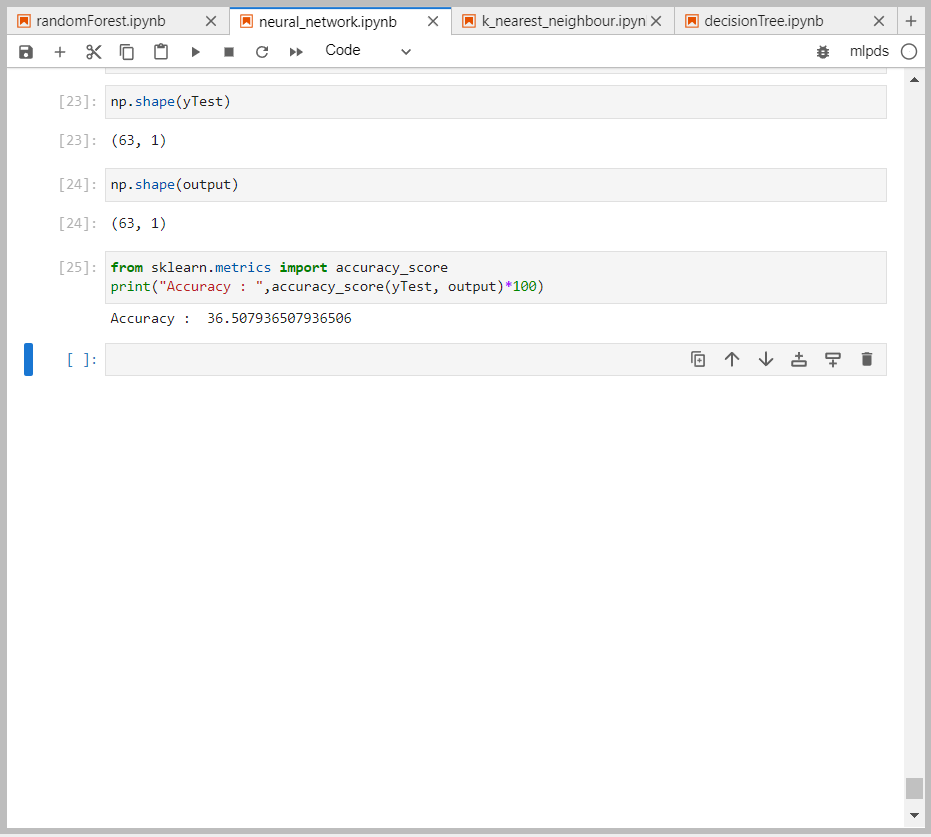 randomForest.ipynb
neural_network.ipynb
k_nearest_neighbour.ipyn
decisionTree.ipynb
Code
mlpds
[23]: np.shape(yTest)
[23]: (63, 1)
[24]: np.shape(output)
[24]: (63, 1)
[25]: from sklearn.metrics import accuracy_score
print("Accuracy : ",accuracy_score(yTest, output)*100)
Accuracy :  36.507936507936506
[ ]: